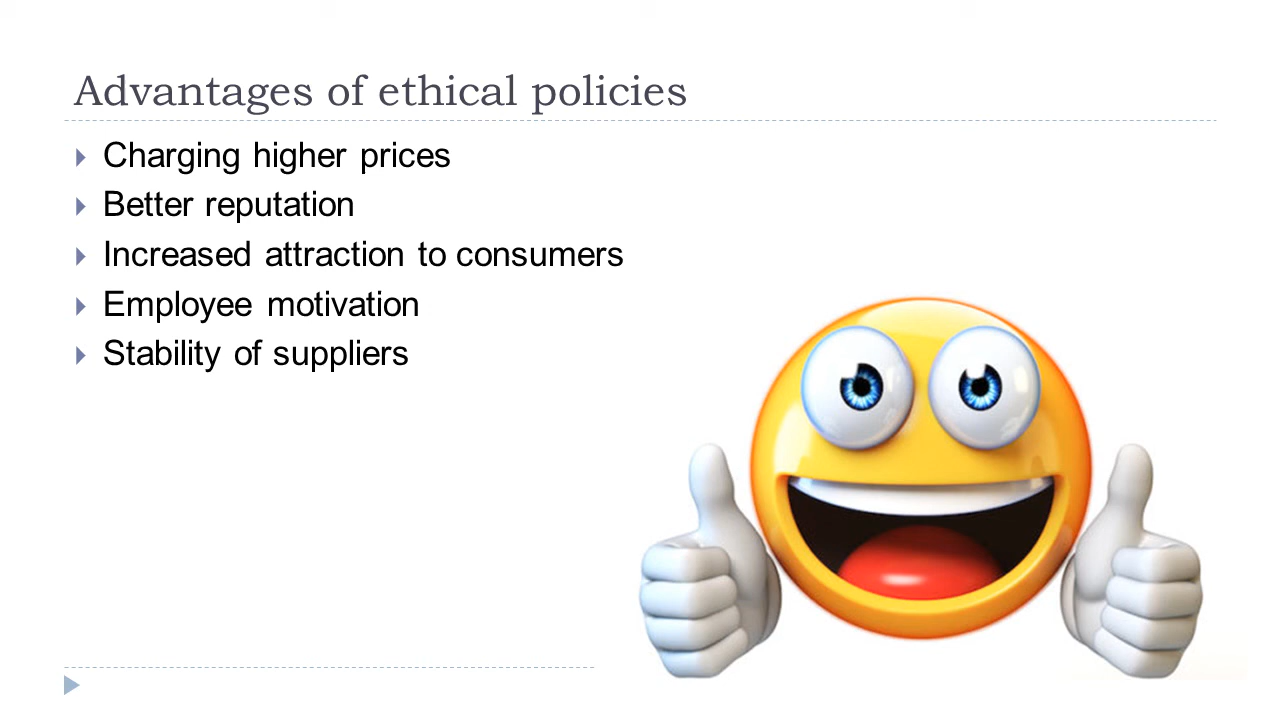 Advantages of ethical policies
Charging higher prices
Better reputation
Increased attraction to consumers
Employee motivation
Stability of suppliers